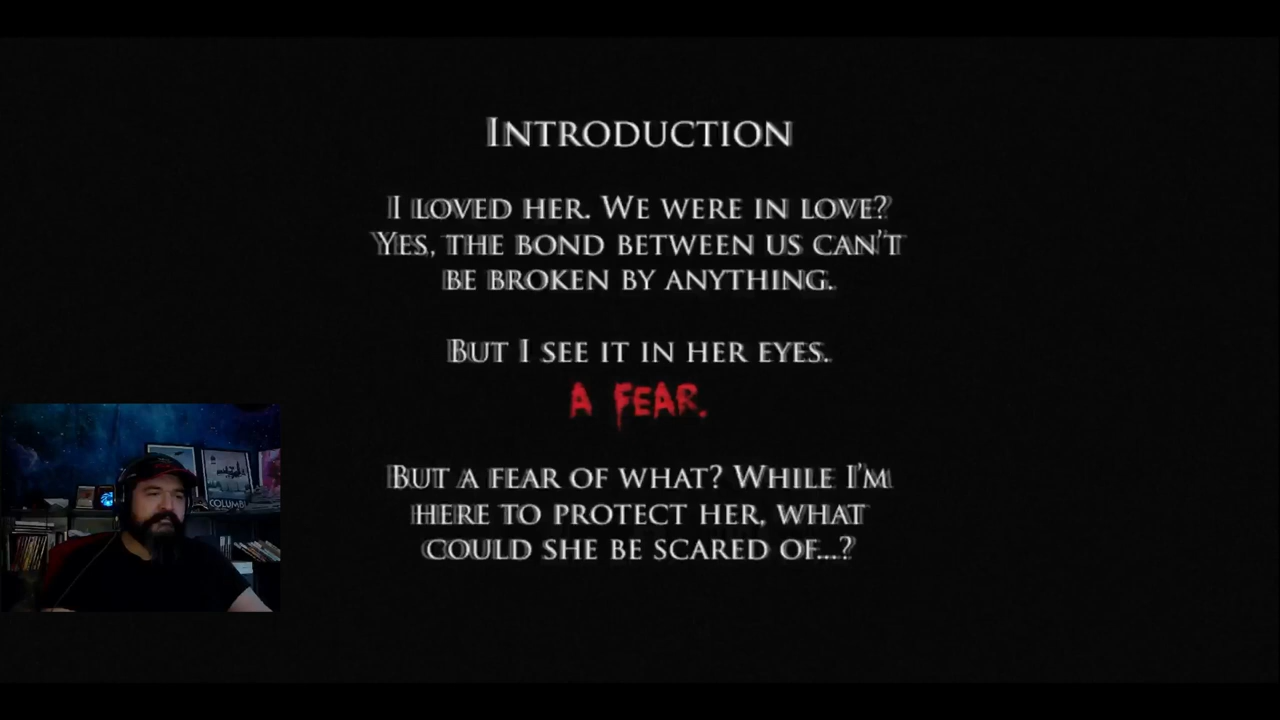 Introduction
I loved her. We were in love?
Yes, the bond between us can't
be broken by anything.
But I see it in her eyes.
A fear.
But a fear of what? While I'm
here to protect her, what
could she be scared of...?
COLUMBI